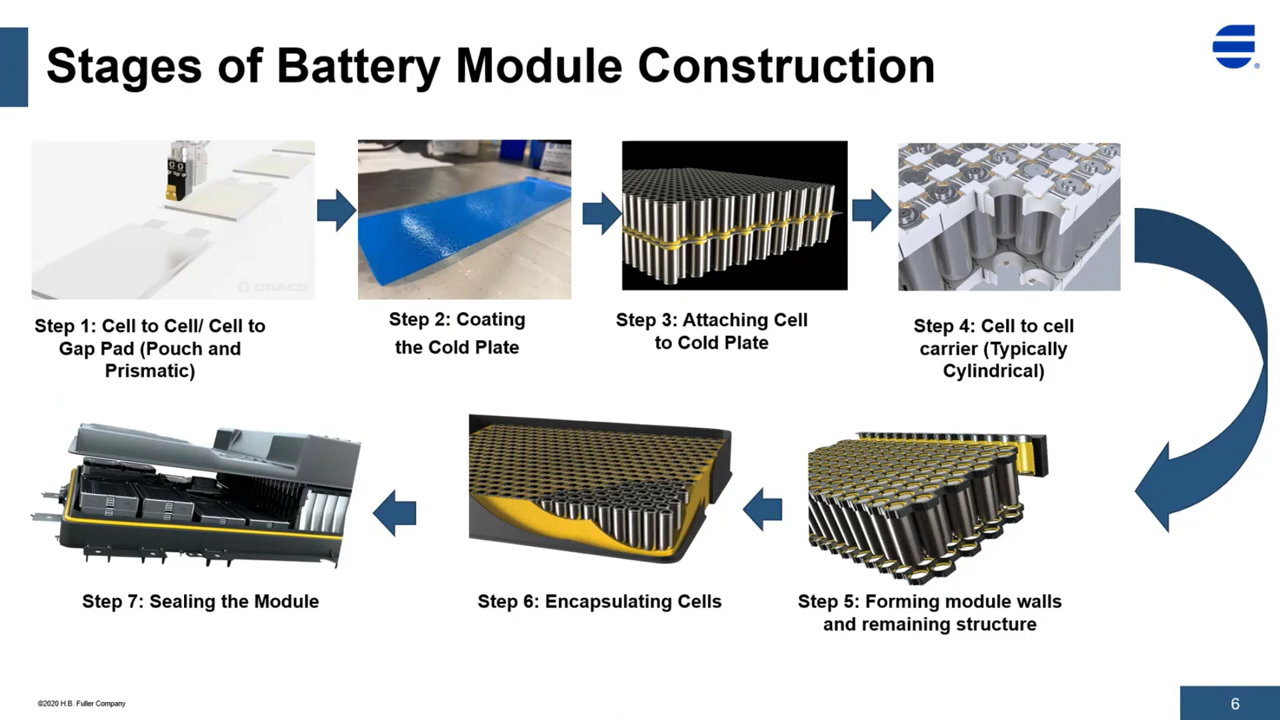 Stages of Battery Module Construction
GRACO
Step 1: Cell to Cell/ Cell to
Gap Pad (Pouch and
Prismatic)
Step 2: Coating
the Cold Plate
Step 3: Attaching Cell
to Cold Plate
Step 4: Cell to cell
carrier (Typically
Cylindrical)
Step 7: Sealing the Module
Step 6: Encapsulating Cells
Step 5: Forming module walls
and remaining structure
©2020 H.B. Fuller Company
6